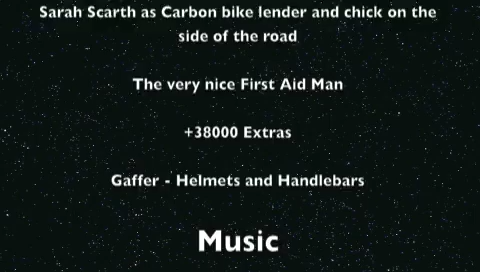 Sarah Scarth as Carbon bike lender and chick on the
side of the road
The very nice First Aid Man
+38000 Extras
Gaffer - Helmets and Handlebars
Music